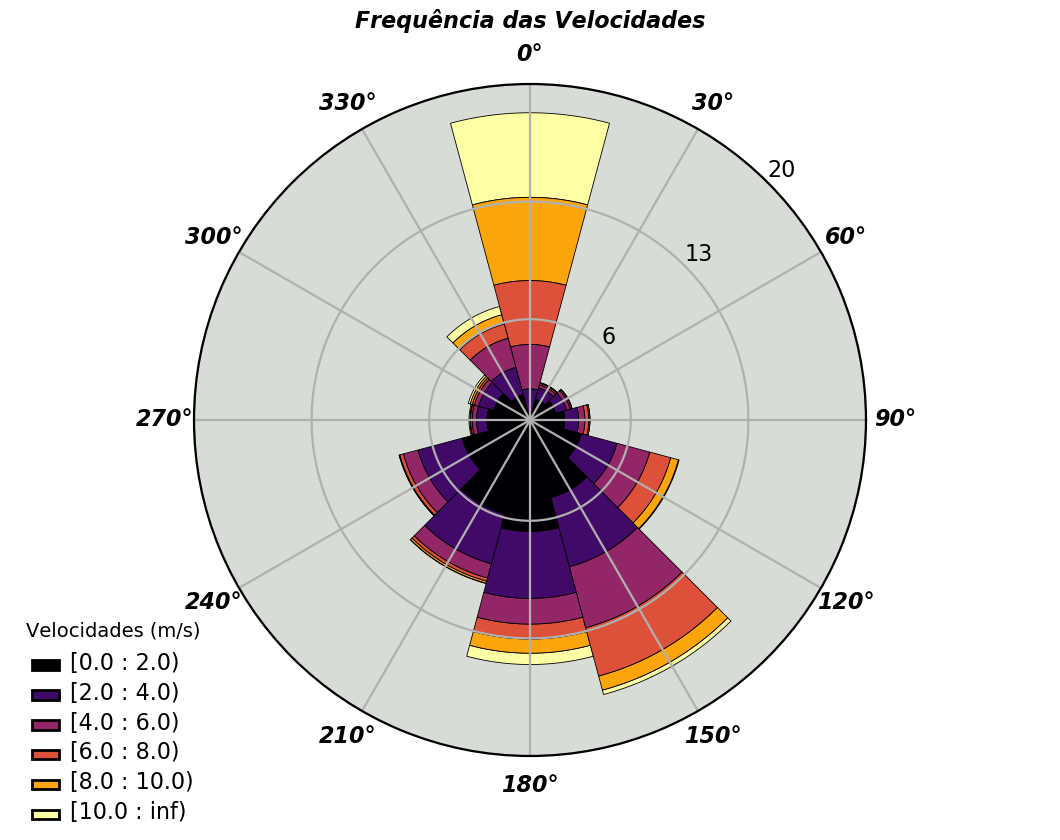 Frequência das Velocidades
0°
330°
30°
20
300°
60°
13
6
270°
90°
240°
120°
210°
150°
180°
Velocidades (m/s)
[0.0 : 2.0)
[2.0 : 4.0)
[4.0 : 6.0)
[6.0 : 8.0)
[8.0 : 10.0)
[10.0 : inf)